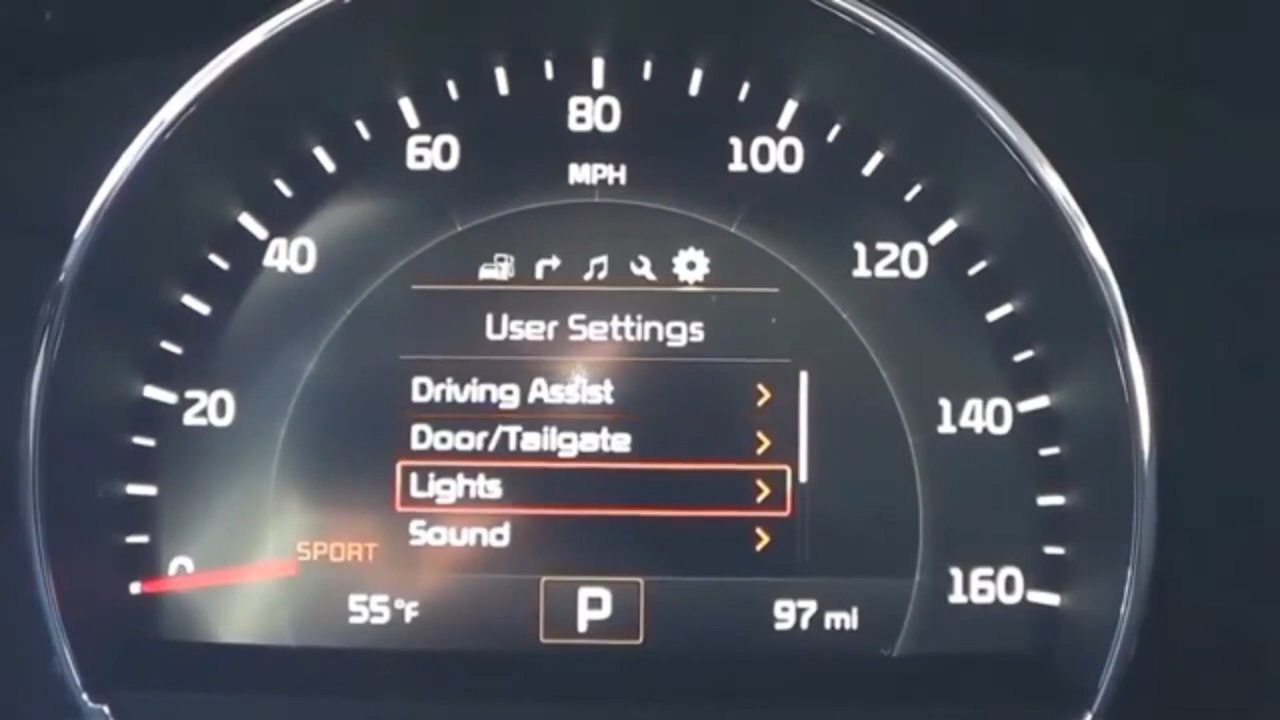 80
60
100
MPH
40
120
User Settings
Driving Assist
20
140
Door/Tailgate
Lights
Sound
SPORT
0
160
55°F
P
97 mi